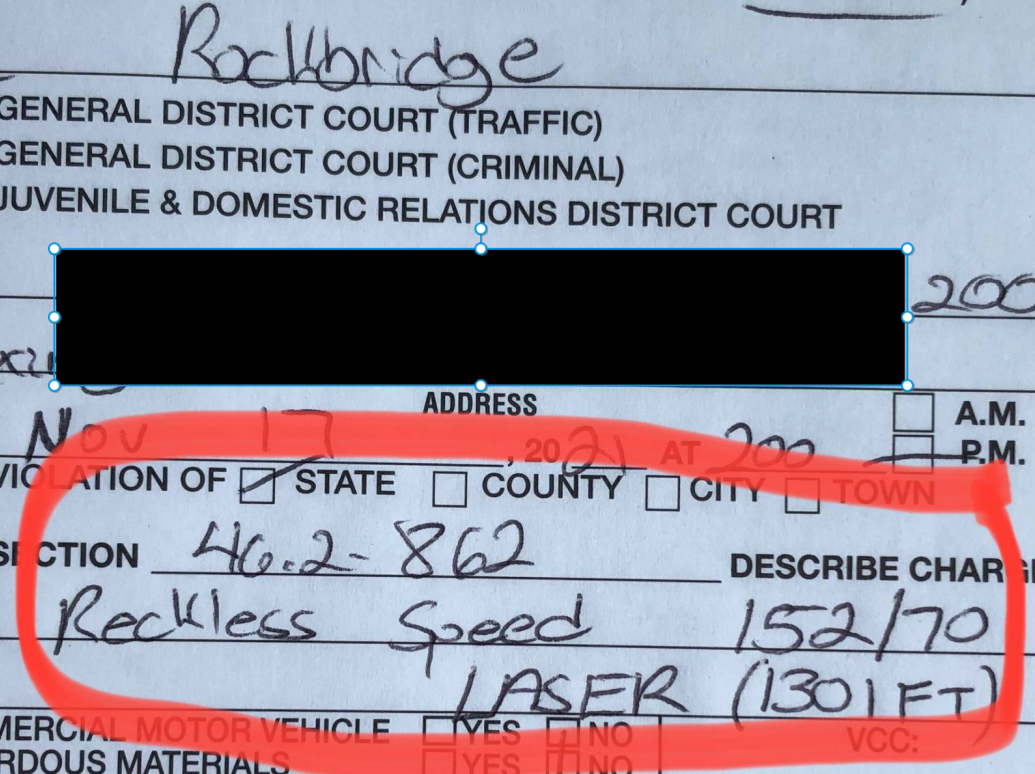 Rockbridge
GENERAL DISTRICT COURT (TRAFFIC)
GENERAL DISTRICT COURT (CRIMINAL)
JUVENILE & DOMESTIC RELATIONS DISTRICT COURT
200
ADDRESS
A.M.
Nov 17, 2021 AT 200 P.M.
VIOLATION OF STATE COUNTY CITY TOWN
SECTION 46.2-862 DESCRIBE CHARGE
Reckless Speed 152/70
LASER (1301 FT)
MERCIAL MOTOR VEHICLE YES NO VCC:
RDOUS MATERIALS YES NO